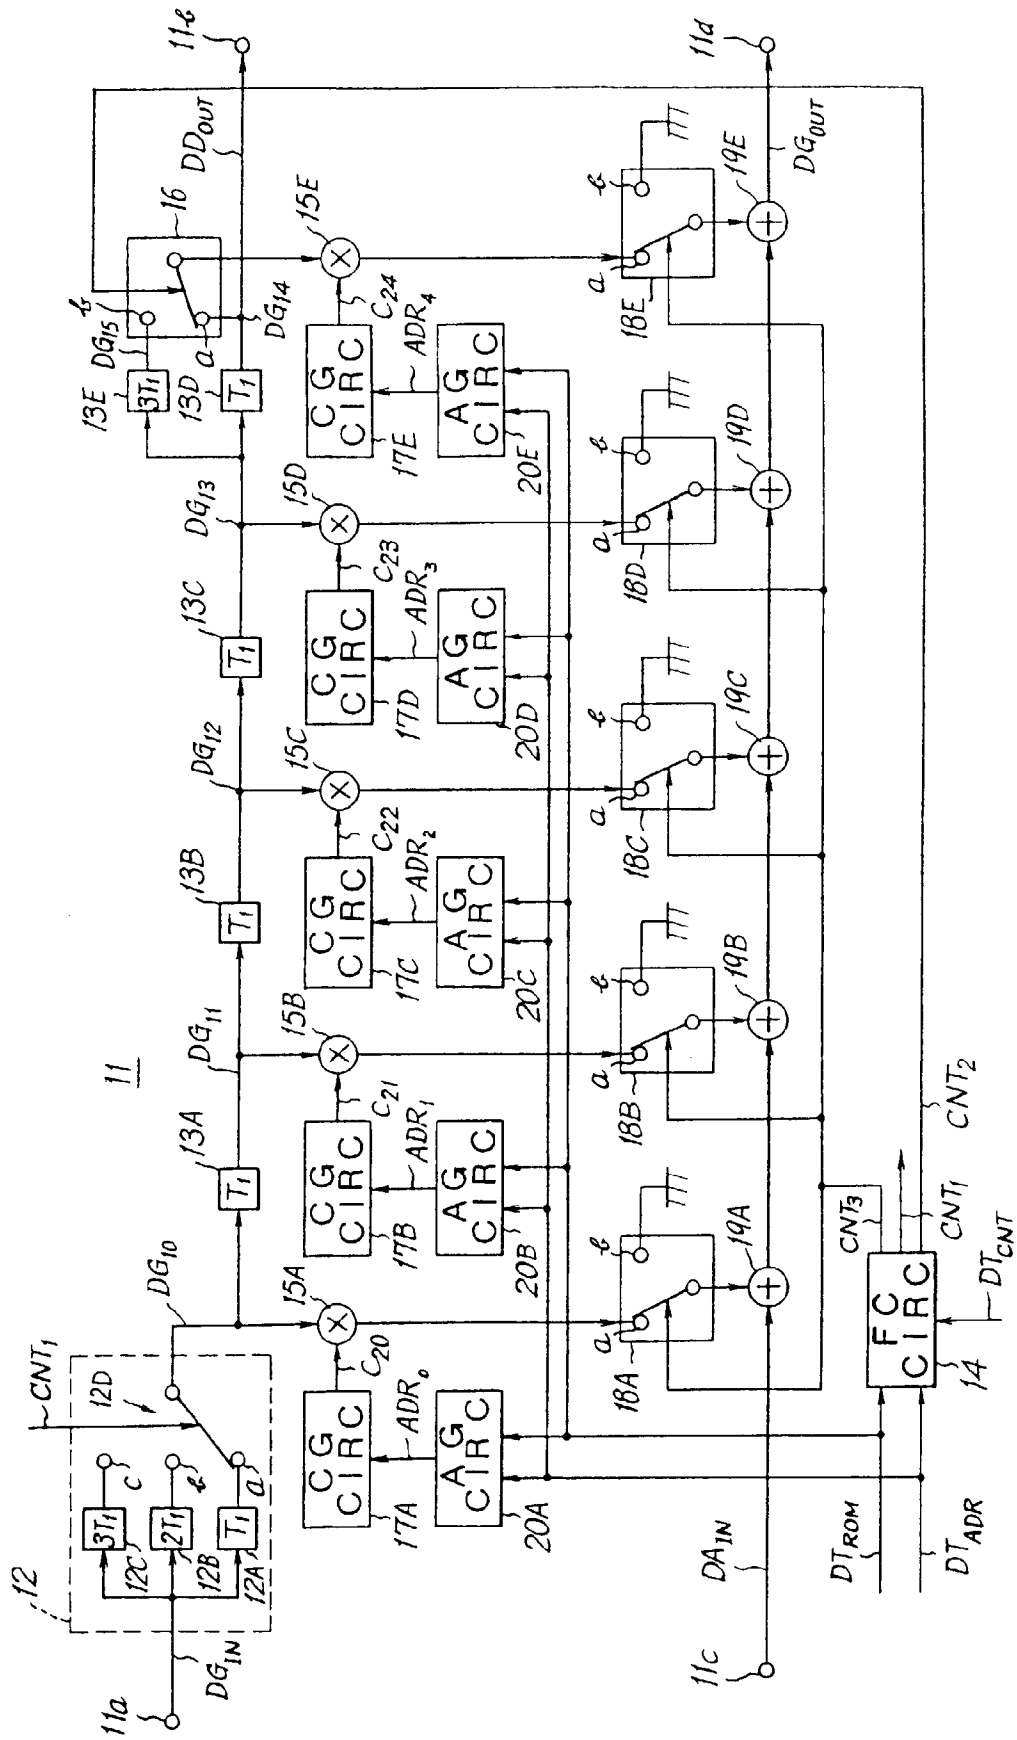 11
11a
DG_IN
12
CNT₁
12D
3T₁
2T₁
T₁
c
b
a
12C
12B
12A
DG₁₀
13A
T₁
DG₁₁
13B
T₁
DG₁₂
13C
T₁
DG₁₃
13E
3T₁
13D
T₁
DG₁₅
b
a
16
DG₁₄
DD_OUT
11b
15A
C₂₀
15B
C₂₁
15C
C₂₂
15D
C₂₃
15E
C₂₄
CG CIRC
17A
CG CIRC
17B
CG CIRC
17C
CG CIRC
17D
CG CIRC
17E
ADR₀
ADR₁
ADR₂
ADR₃
ADR₄
AG CIRC
20A
AG CIRC
20B
AG CIRC
20C
AG CIRC
20D
AG CIRC
20E
a
b
18A
a
b
18B
a
b
18C
a
b
18D
a
b
18E
11c
DA_IN
19A
19B
19C
19D
19E
DG_OUT
11d
DT_ROM
DT_ADR
FC CIRC
14
DT_CNT
CNT₃
CNT₁
CNT₂